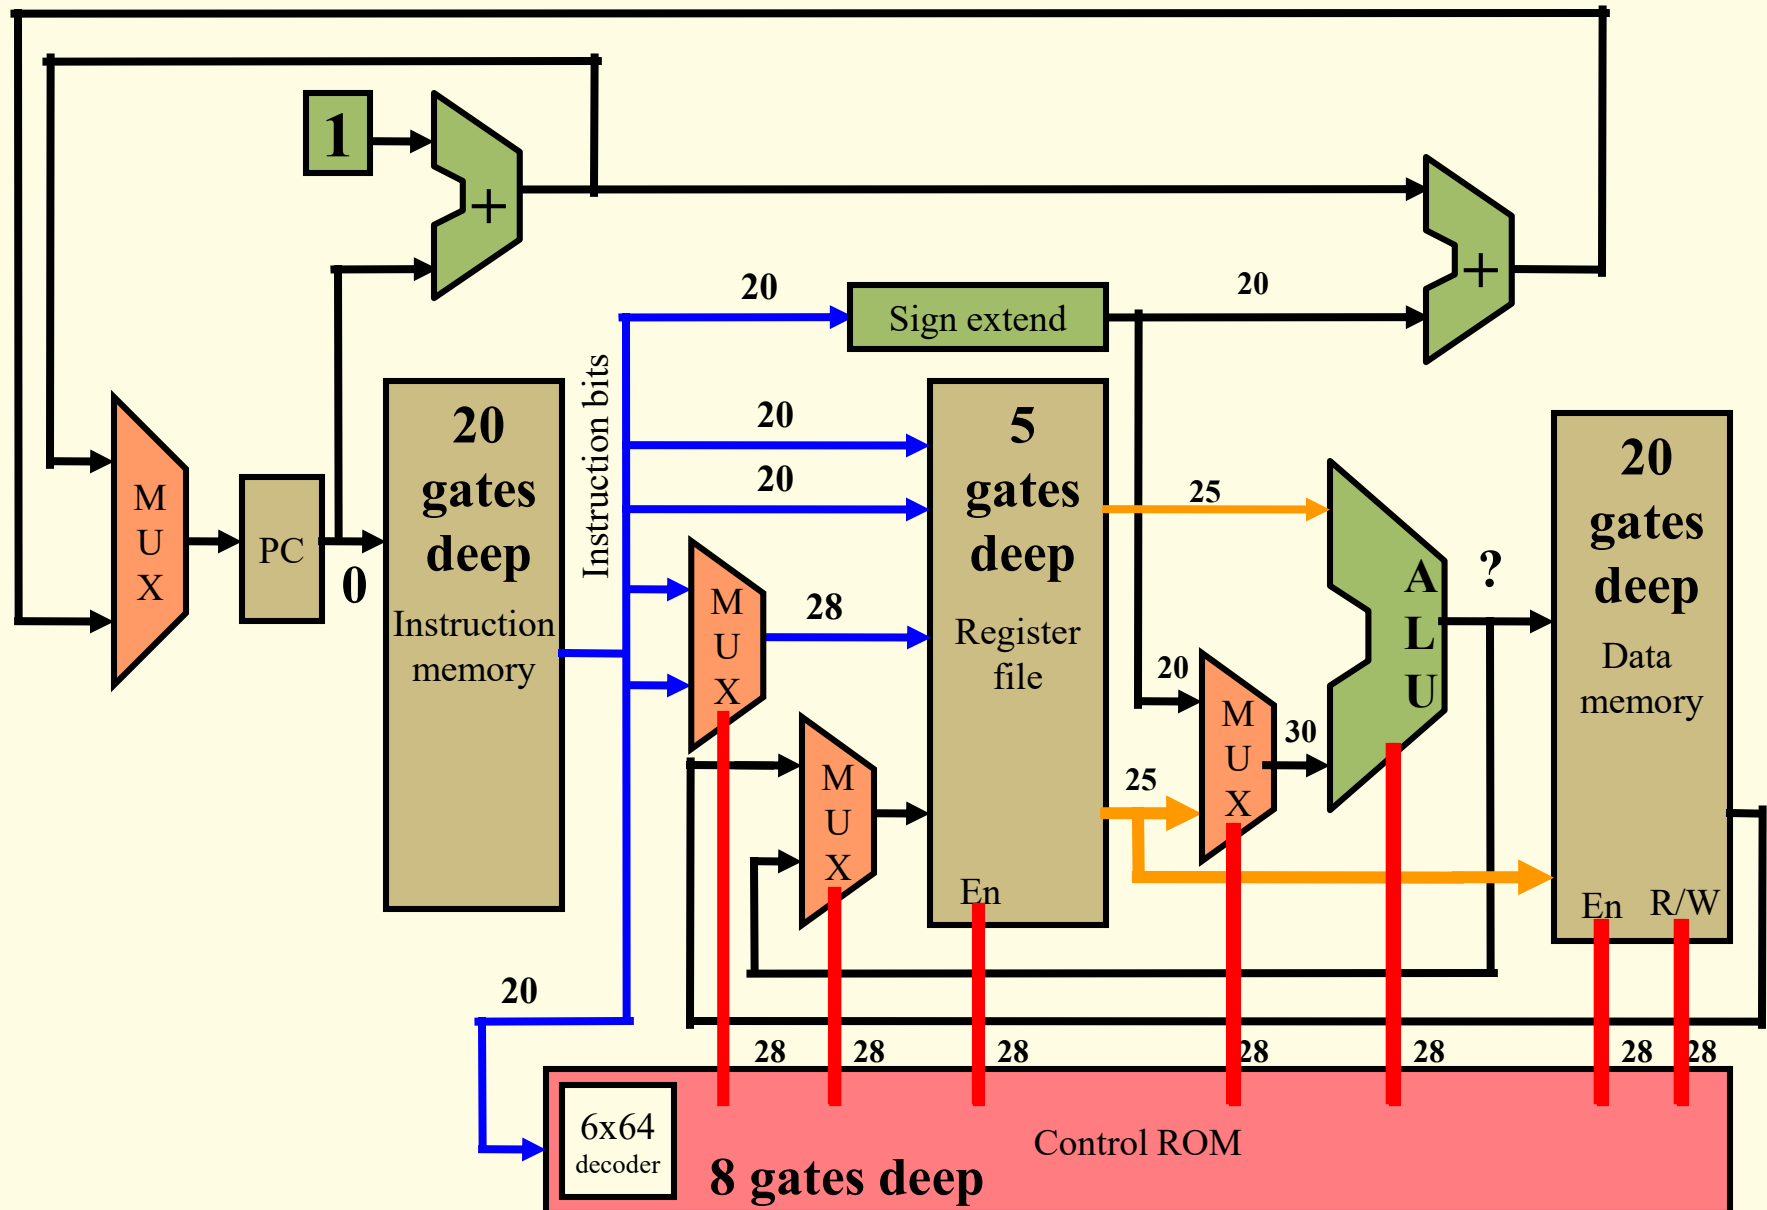 1
+
+
20
20
Sign extend
Instruction bits
20
gates
deep
Instruction
memory
20
20
5
gates
deep
Register
file
En
25
20
gates
deep
Data
memory
En
R/W
M
U
X
PC
0
M
U
X
28
A
L
U
?
20
M
U
X
30
M
U
X
25
20
28
28
28
28
28
28
28
6x64
decoder
Control ROM
8 gates deep